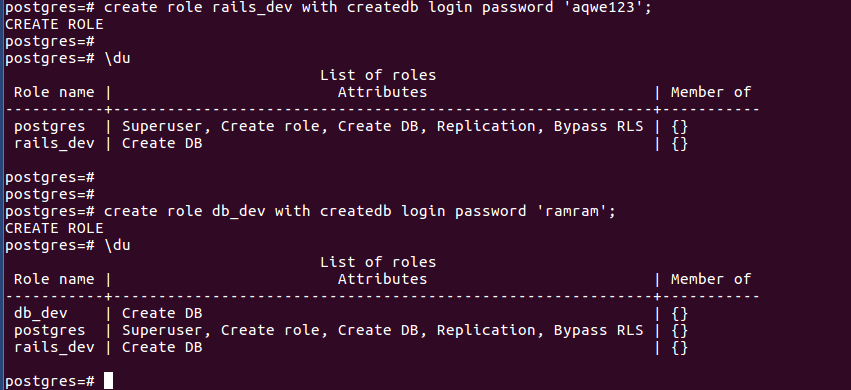 postgres=# create role rails_dev with createdb login password 'aqwe123';
CREATE ROLE
postgres=#
postgres=# \du
                                   List of roles
 Role name |                         Attributes                         | Member of
-----------+------------------------------------------------------------+-----------
 postgres  | Superuser, Create role, Create DB, Replication, Bypass RLS | {}
 rails_dev | Create DB                                                  | {}

postgres=#
postgres=#
postgres=# create role db_dev with createdb login password 'ramram';
CREATE ROLE
postgres=# \du
                                   List of roles
 Role name |                         Attributes                         | Member of
-----------+------------------------------------------------------------+-----------
 db_dev    | Create DB                                                  | {}
 postgres  | Superuser, Create role, Create DB, Replication, Bypass RLS | {}
 rails_dev | Create DB                                                  | {}

postgres=#